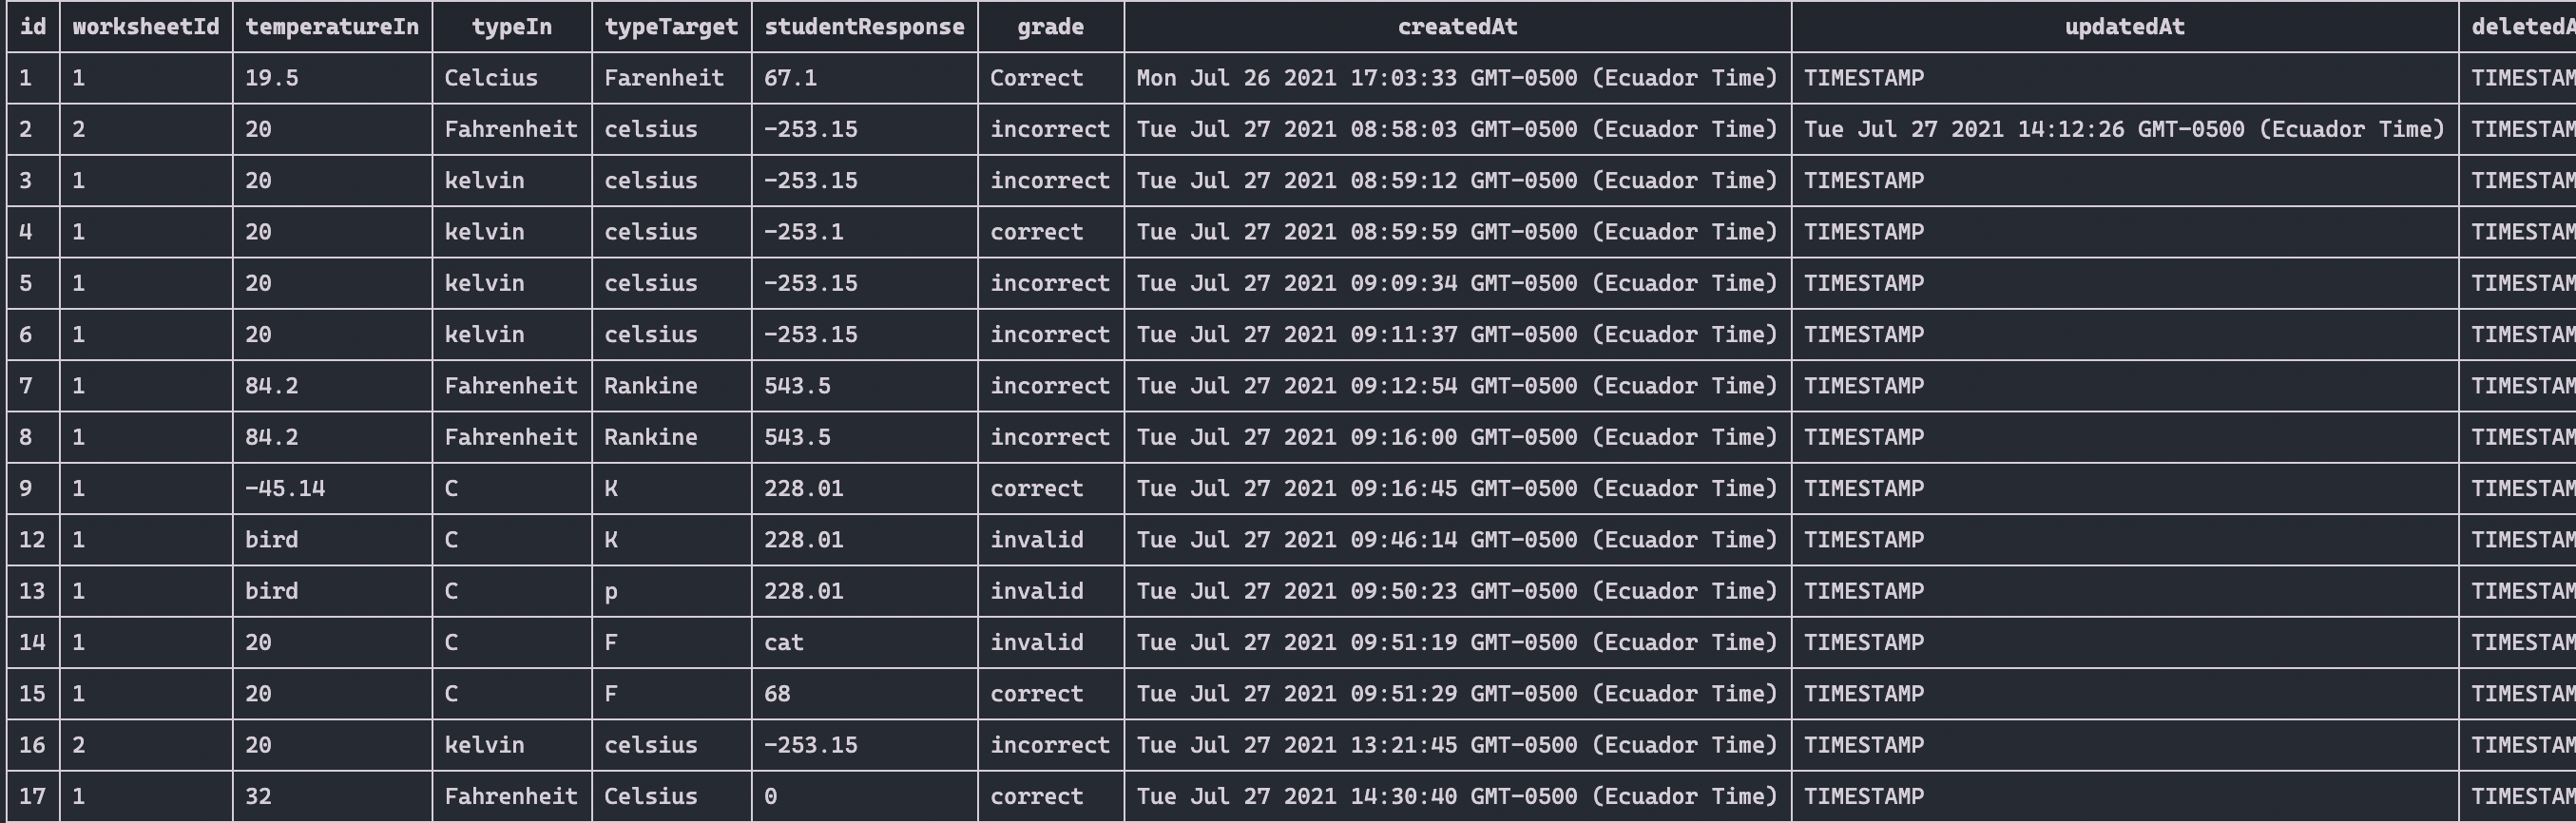 id worksheetId temperatureIn typeIn typeTarget studentResponse grade createdAt updatedAt deletedA
1 1 19.5 Celcius Farenheit 67.1 Correct Mon Jul 26 2021 17:03:33 GMT-0500 (Ecuador Time) TIMESTAMP TIMESTAM
2 2 20 Fahrenheit celsius -253.15 incorrect Tue Jul 27 2021 08:58:03 GMT-0500 (Ecuador Time) Tue Jul 27 2021 14:12:26 GMT-0500 (Ecuador Time) TIMESTAM
3 1 20 kelvin celsius -253.15 incorrect Tue Jul 27 2021 08:59:12 GMT-0500 (Ecuador Time) TIMESTAMP TIMESTAM
4 1 20 kelvin celsius -253.1 correct Tue Jul 27 2021 08:59:59 GMT-0500 (Ecuador Time) TIMESTAMP TIMESTAM
5 1 20 kelvin celsius -253.15 incorrect Tue Jul 27 2021 09:09:34 GMT-0500 (Ecuador Time) TIMESTAMP TIMESTAM
6 1 20 kelvin celsius -253.15 incorrect Tue Jul 27 2021 09:11:37 GMT-0500 (Ecuador Time) TIMESTAMP TIMESTAM
7 1 84.2 Fahrenheit Rankine 543.5 incorrect Tue Jul 27 2021 09:12:54 GMT-0500 (Ecuador Time) TIMESTAMP TIMESTAM
8 1 84.2 Fahrenheit Rankine 543.5 incorrect Tue Jul 27 2021 09:16:00 GMT-0500 (Ecuador Time) TIMESTAMP TIMESTAM
9 1 -45.14 C K 228.01 correct Tue Jul 27 2021 09:16:45 GMT-0500 (Ecuador Time) TIMESTAMP TIMESTAM
12 1 bird C K 228.01 invalid Tue Jul 27 2021 09:46:14 GMT-0500 (Ecuador Time) TIMESTAMP TIMESTAM
13 1 bird C p 228.01 invalid Tue Jul 27 2021 09:50:23 GMT-0500 (Ecuador Time) TIMESTAMP TIMESTAM
14 1 20 C F cat invalid Tue Jul 27 2021 09:51:19 GMT-0500 (Ecuador Time) TIMESTAMP TIMESTAM
15 1 20 C F 68 correct Tue Jul 27 2021 09:51:29 GMT-0500 (Ecuador Time) TIMESTAMP TIMESTAM
16 2 20 kelvin celsius -253.15 incorrect Tue Jul 27 2021 13:21:45 GMT-0500 (Ecuador Time) TIMESTAMP TIMESTAM
17 1 32 Fahrenheit Celsius 0 correct Tue Jul 27 2021 14:30:40 GMT-0500 (Ecuador Time) TIMESTAMP TIMESTAM